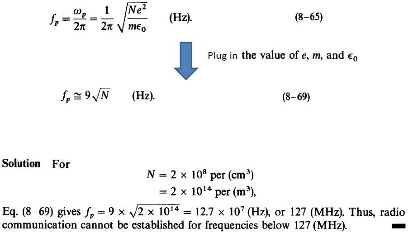 f_p = ω_p / 2π = 1 / 2π √(Ne² / mϵ₀) (Hz). (8-65)
Plug in the value of e, m, and ϵ₀
f_p ≅ 9√N (Hz). (8-69)
Solution For
N = 2 × 10⁸ per (cm³)
= 2 × 10¹⁴ per (m³),
Eq. (8 69) gives f_p = 9 × √(2 × 10¹⁴) = 12.7 × 10⁷ (Hz), or 127 (MHz). Thus, radio
communication cannot be established for frequencies below 127 (MHz).